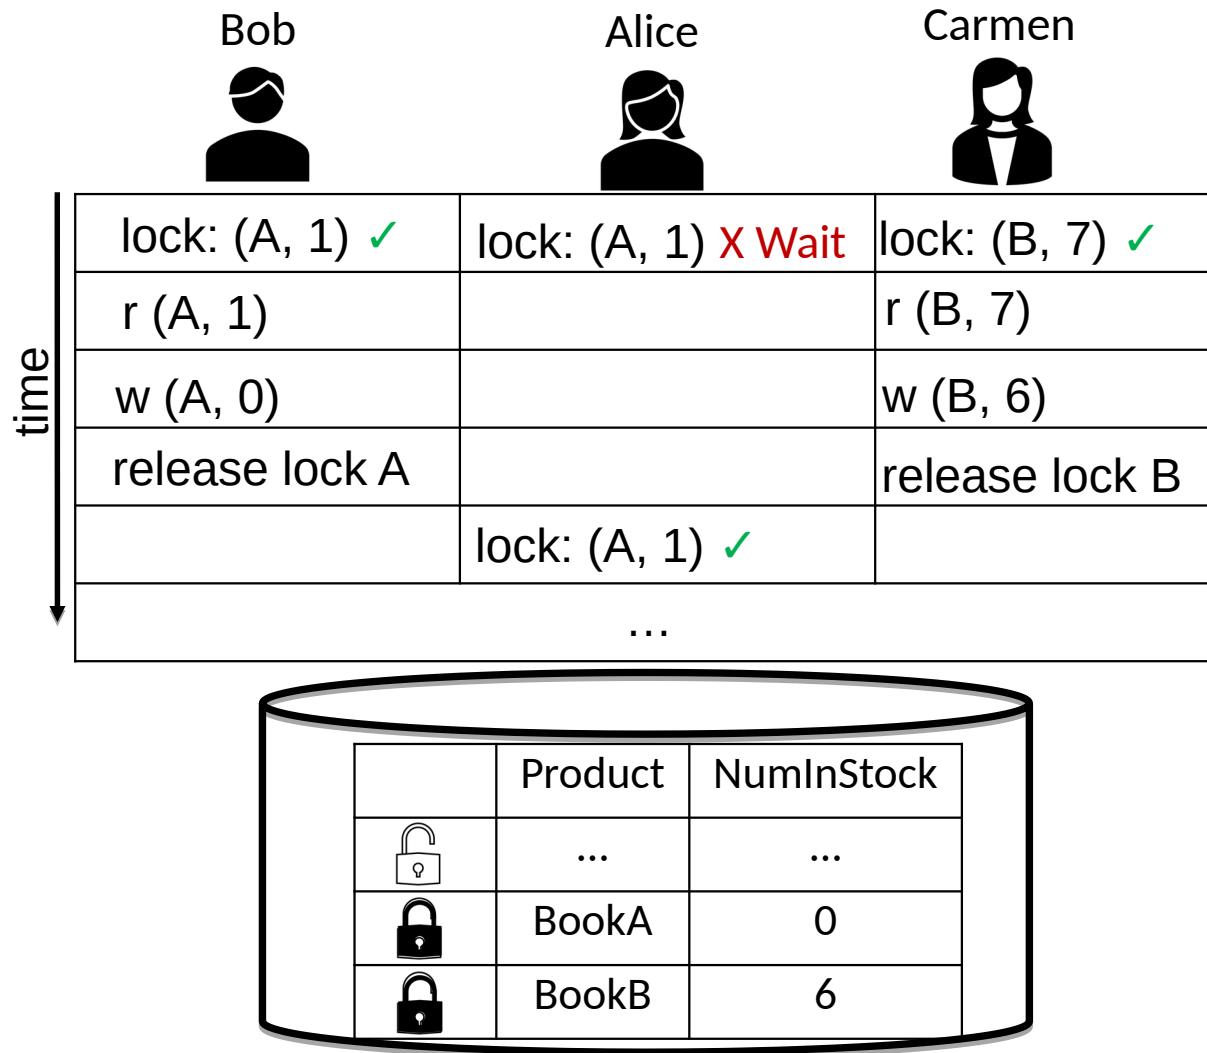 Bob Alice Carmen
lock: (A, 1) ✓ lock: (A, 1) X Wait lock: (B, 7) ✓
r (A, 1) r (B, 7)
w (A, 0) w (B, 6)
release lock A release lock B
lock: (A, 1) ✓
...
time
Product NumInStock
... ...
BookA 0
BookB 6